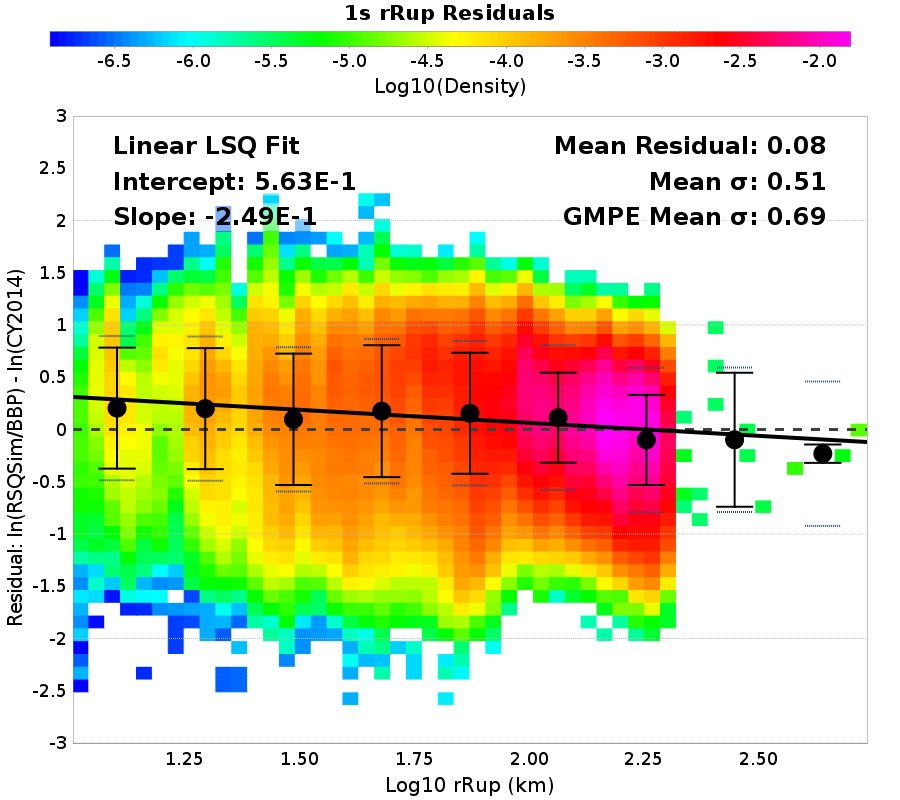 1s rRup Residuals
-6.5 -6.0 -5.5 -5.0 -4.5 -4.0 -3.5 -3.0 -2.5 -2.0
Log10(Density)
Linear LSQ Fit
Intercept: 5.63E-1
Slope: -2.49E-1
Mean Residual: 0.08
Mean σ: 0.51
GMPE Mean σ: 0.69
Residual: ln(RSQSim/BBP) - ln(CY2014)
3
2.5
2
1.5
1
0.5
0
-0.5
-1
-1.5
-2
-2.5
-3
1.25 1.50 1.75 2.00 2.25 2.50
Log10 rRup (km)